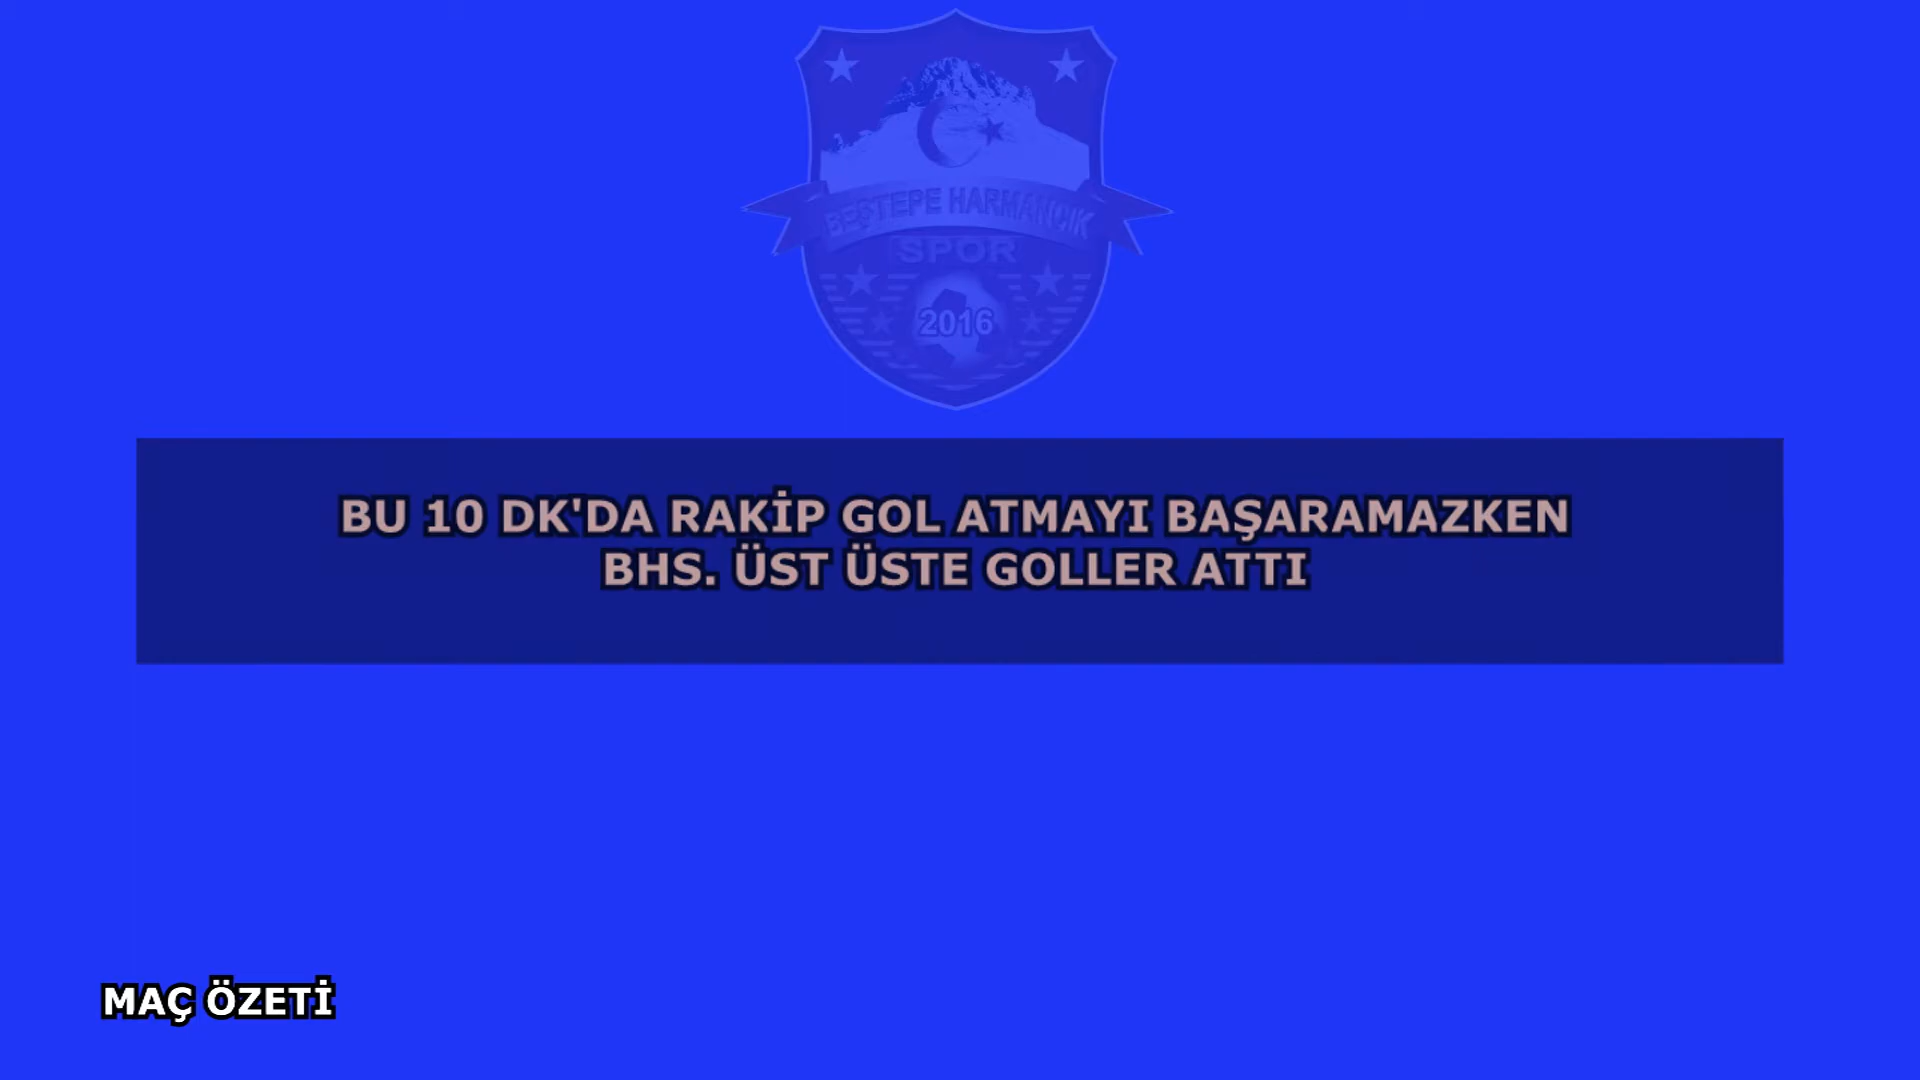 BEŞTEPE HARMANCIK
SPOR
2016
BU 10 DK'DA RAKİP GOL ATMAYI BAŞARAMAZKEN
BHS. ÜST ÜSTE GOLLER ATTI
MAÇ ÖZETİ